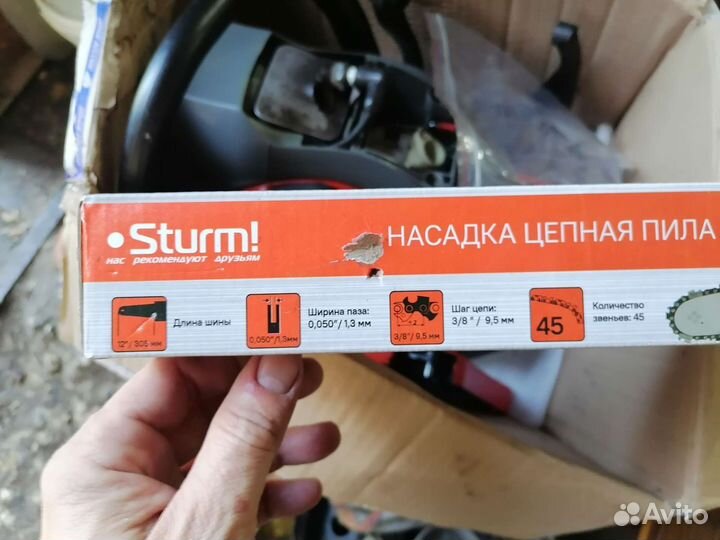 •Sturm!
нас рекомендуют друзьям
НАСАДКА ЦЕПНАЯ ПИЛА
12"/ 305 мм
Длина шины
0,050"/1,3мм
Ширина паза:
0,050"/ 1,3 мм
3/8"/ 9,5 мм
Шаг цепи:
3/8 "/ 9,5 мм
45
Количество
звеньев: 45
Avito